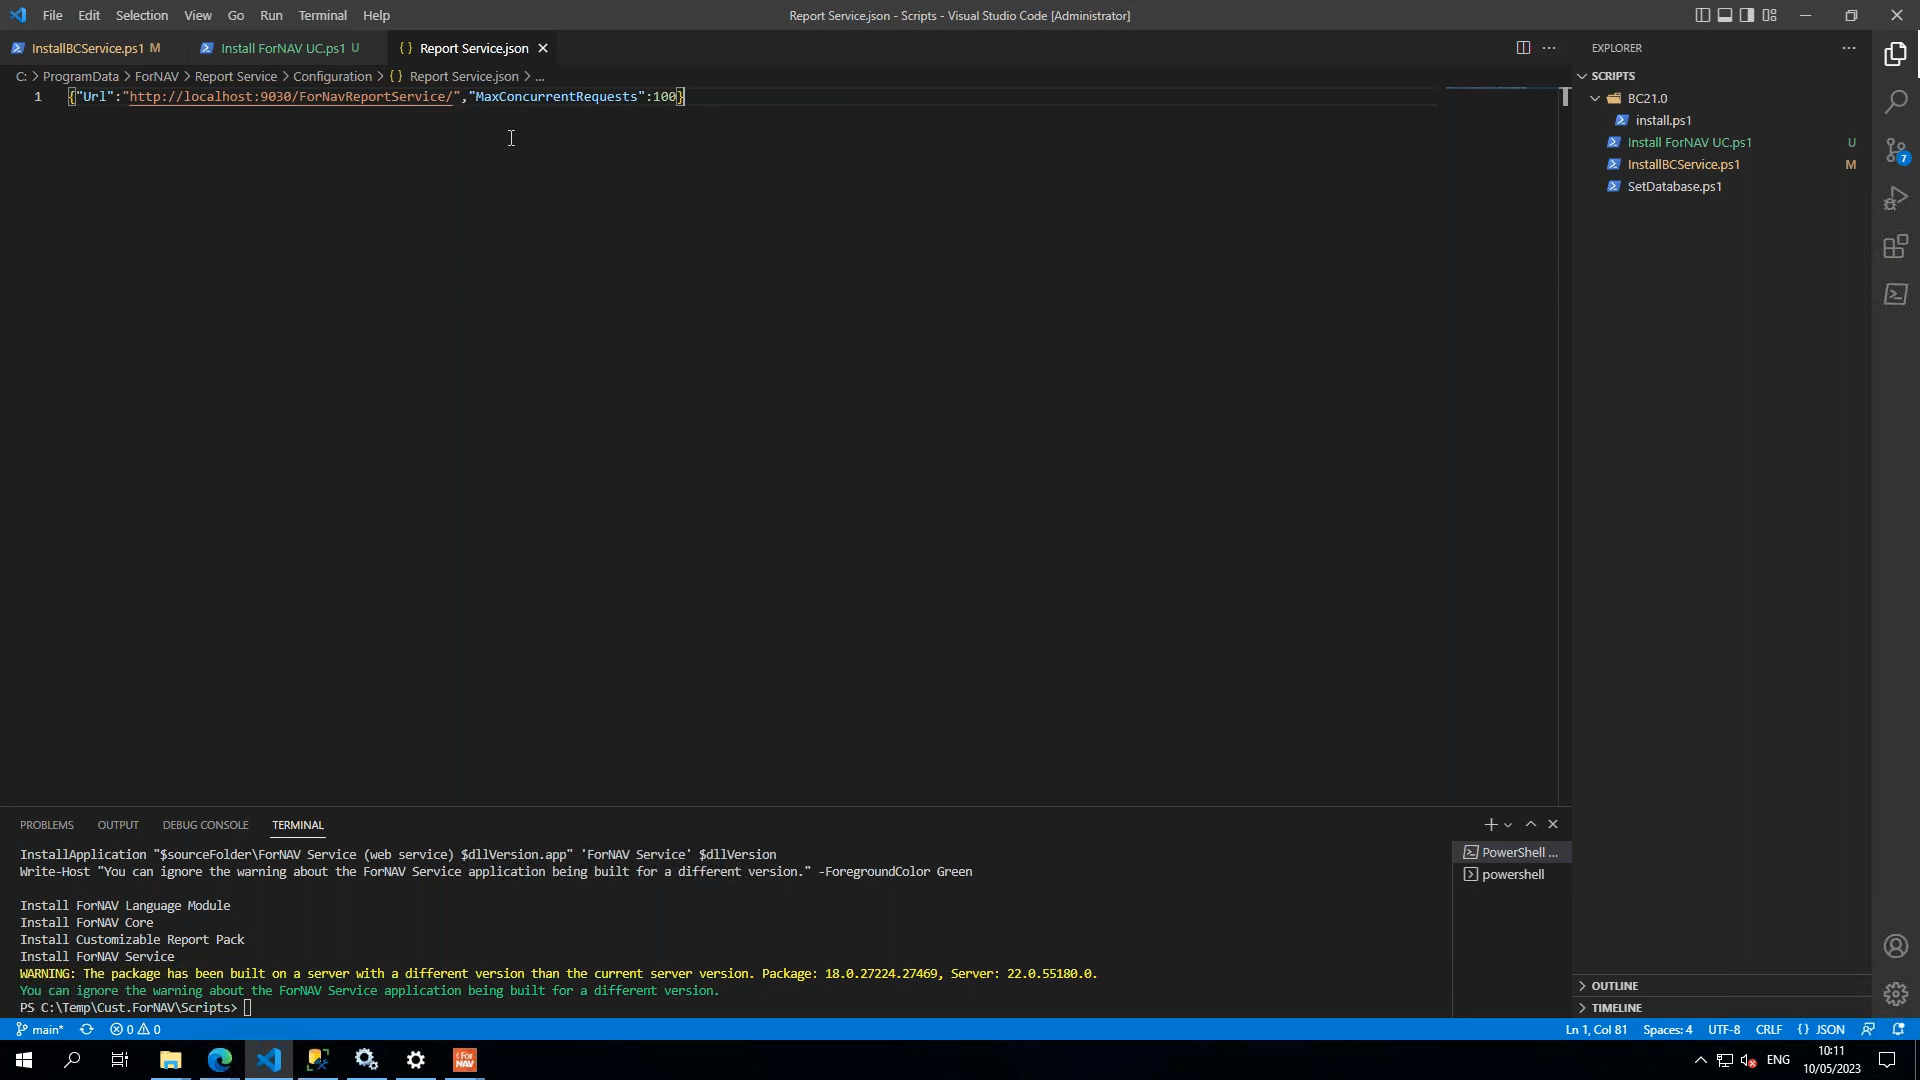 File Edit Selection View Go Run Terminal Help
Report Service.json - Scripts - Visual Studio Code [Administrator]
InstallBCService.ps1 M
Install ForNAV UC.ps1 U
{ } Report Service.json
C: > ProgramData > ForNAV > Report Service > Configuration > { } Report Service.json > ...
1 {"Url":"http://localhost:9030/ForNavReportService/","MaxConcurrentRequests":100}
EXPLORER
SCRIPTS
BC21.0
install.ps1
Install ForNAV UC.ps1 U
InstallBCService.ps1 M
SetDatabase.ps1
7
PROBLEMS OUTPUT DEBUG CONSOLE TERMINAL
InstallApplication "$sourceFolder\ForNAV Service (web service) $dllVersion.app" 'ForNAV Service' $dllVersion
Write-Host "You can ignore the warning about the ForNAV Service application being built for a different version." -ForegroundColor Green
Install ForNAV Language Module
Install ForNAV Core
Install Customizable Report Pack
Install ForNAV Service
WARNING: The package has been built on a server with a different version than the current server version. Package: 18.0.27224.27469, Server: 22.0.55180.0.
You can ignore the warning about the ForNAV Service application being built for a different version.
PS C:\Temp\Cust.ForNAV\Scripts>
PowerShell ...
powershell
OUTLINE
TIMELINE
main* 0 0
Ln 1, Col 81 Spaces: 4 UTF-8 CRLF { } JSON
For NAV
ENG
10:11
10/05/2023